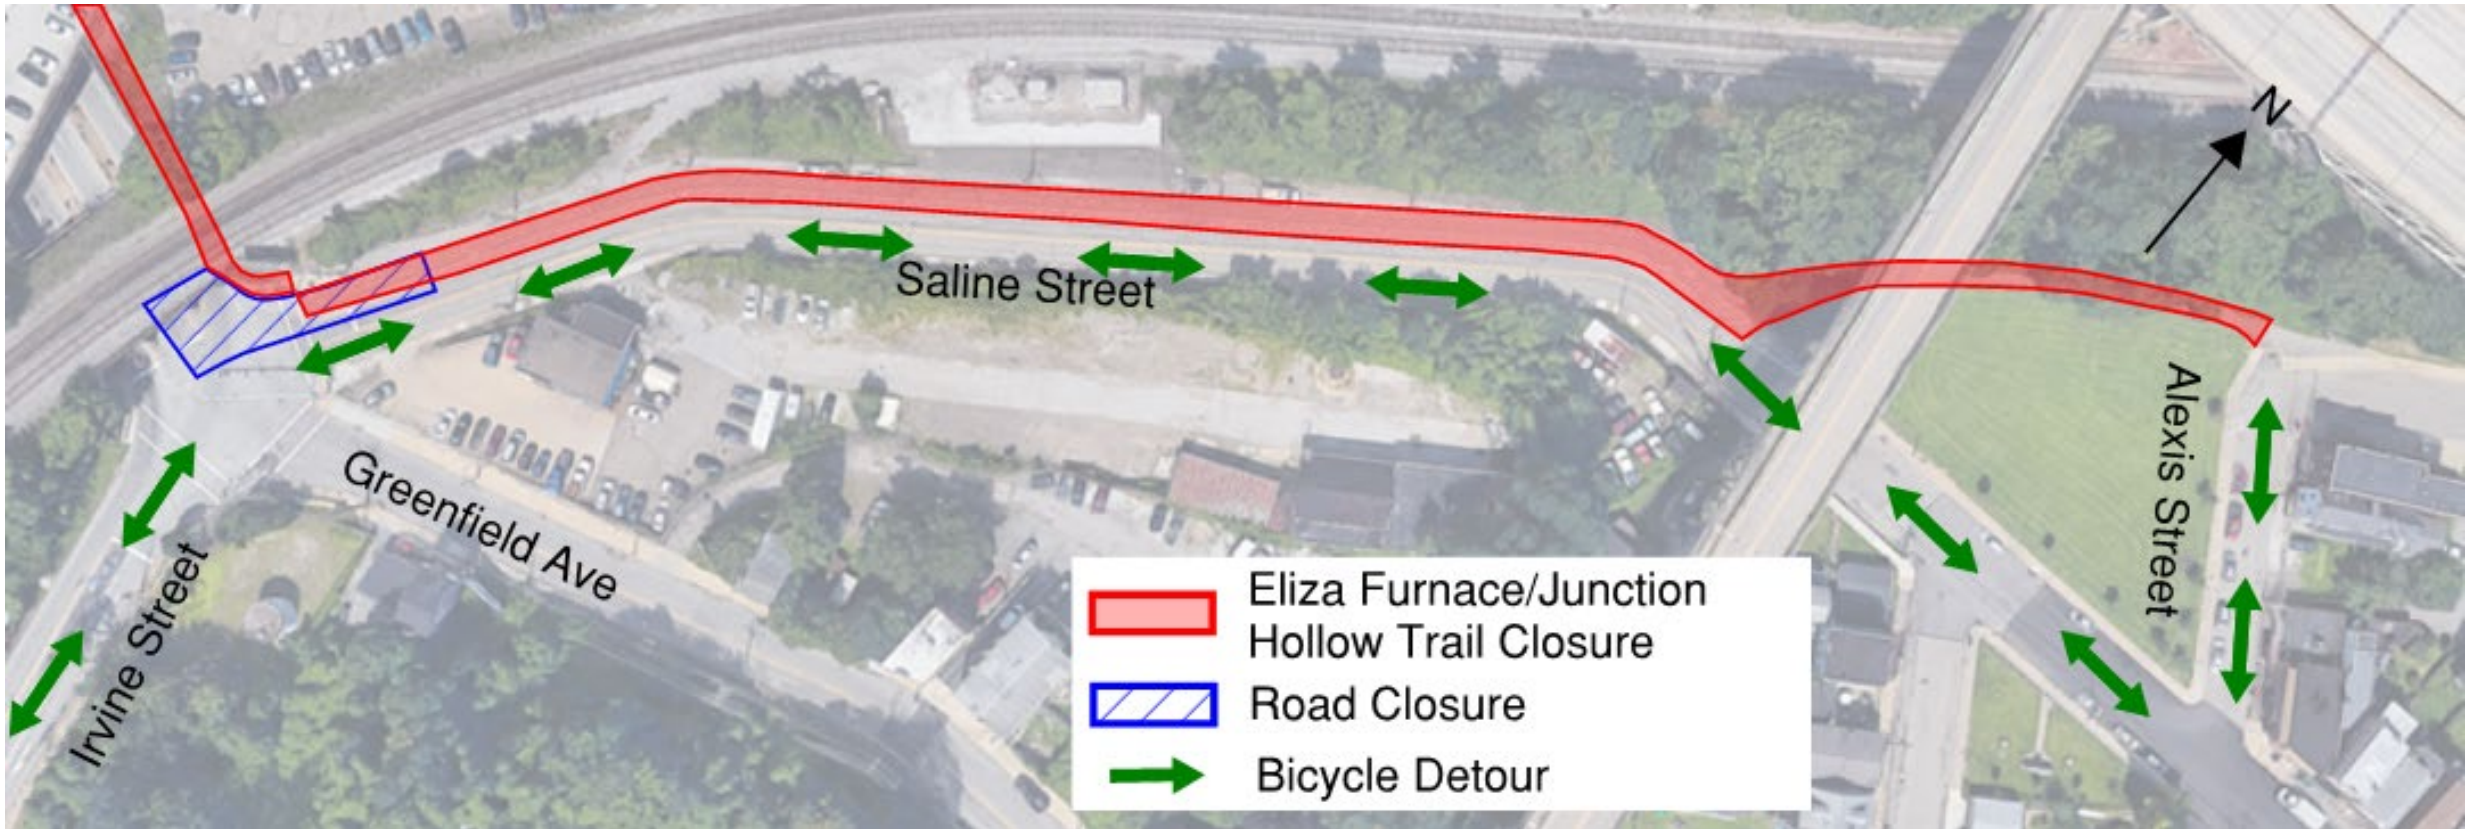 N
Saline Street
Alexis Street
Greenfield Ave
Irvine Street
Eliza Furnace/Junction
Hollow Trail Closure
Road Closure
Bicycle Detour